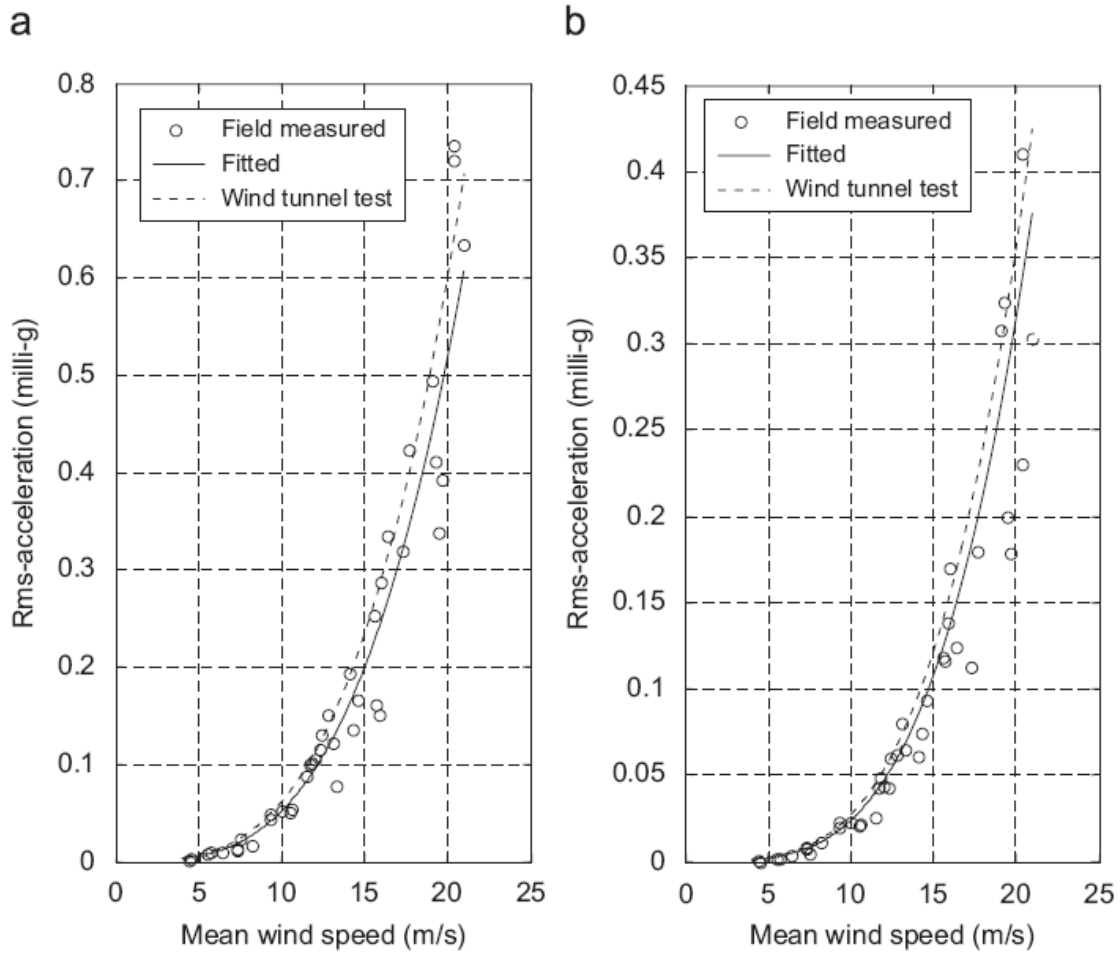 a
0.8
0.7
0.6
0.5
0.4
0.3
0.2
0.1
0
Rms-acceleration (milli-g)
Field measured
Fitted
Wind tunnel test
0 5 10 15 20 25
Mean wind speed (m/s)
b
0.45
0.4
0.35
0.3
0.25
0.2
0.15
0.1
0.05
0
Rms-acceleration (milli-g)
Field measured
Fitted
Wind tunnel test
0 5 10 15 20 25
Mean wind speed (m/s)